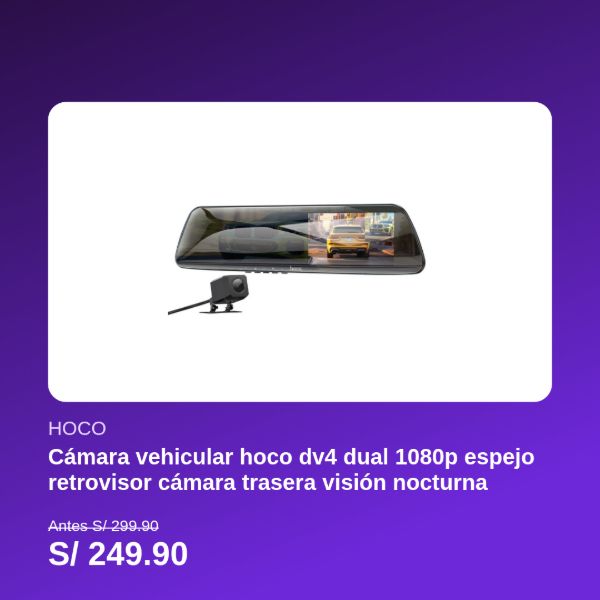 HOCO
Cámara vehicular hoco dv4 dual 1080p espejo
retrovisor cámara trasera visión nocturna
Antes S/ 299.90
S/ 249.90